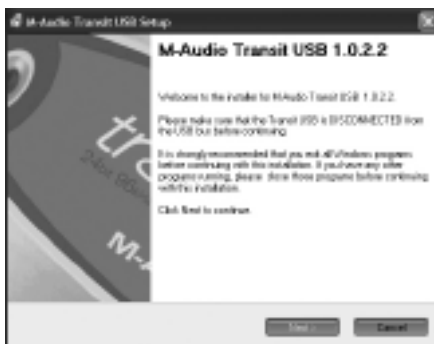 M-Audio Transit USB Setup
M-Audio Transit USB 1.0.2.2
Welcome to the installer for M-Audio Transit USB 1.0.2.2.
Please make sure that the Transit USB is DISCONNECTED from
the USB bus before continuing.
It is strongly recommended that you exit all Windows programs
before continuing with this installation. If you have any other
programs running, please close those programs before continuing
with this installation.
Click Next to continue.
tra
24bit
M-A
Next >
Cancel